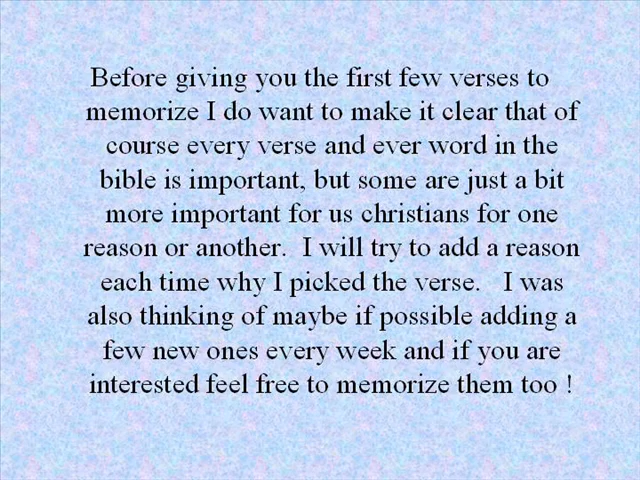 Before giving you the first few verses to
memorize I do want to make it clear that of
course every verse and ever word in the
bible is important, but some are just a bit
more important for us christians for one
reason or another.  I will try to add a reason
each time why I picked the verse.   I was
also thinking of maybe if possible adding a
few new ones every week and if you are
interested feel free to memorize them too !